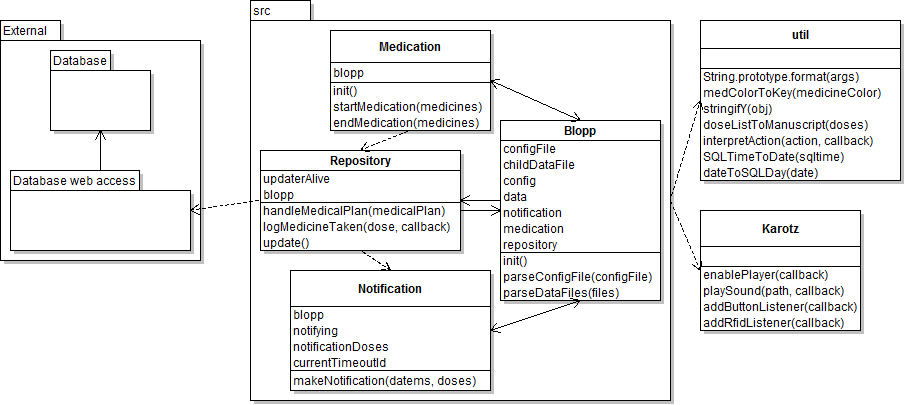 External
Database
Database web access
src
Medication
blopp
init()
startMedication(medicines)
endMedication(medicines)
Repository
updaterAlive
blopp
handleMedicalPlan(medicalPlan)
logMedicineTaken(dose, callback)
update()
Notification
blopp
notifying
notificationDoses
currentTimeoutId
makeNotification(datems, doses)
Blopp
configFile
childDataFile
config
data
notification
medication
repository
init()
parseConfigFile(configFile)
parseDataFiles(files)
util
String.prototype.format(args)
medColorToKey(medicineColor)
stringifY(obj)
doseListToManuscript(doses)
interpretAction(action, callback)
SQLTimeToDate(sqltime)
dateToSQLDay(date)
Karotz
enablePlayer(callback)
playSound(path, callback)
addButtonListener(callback)
addRfidListener(callback)